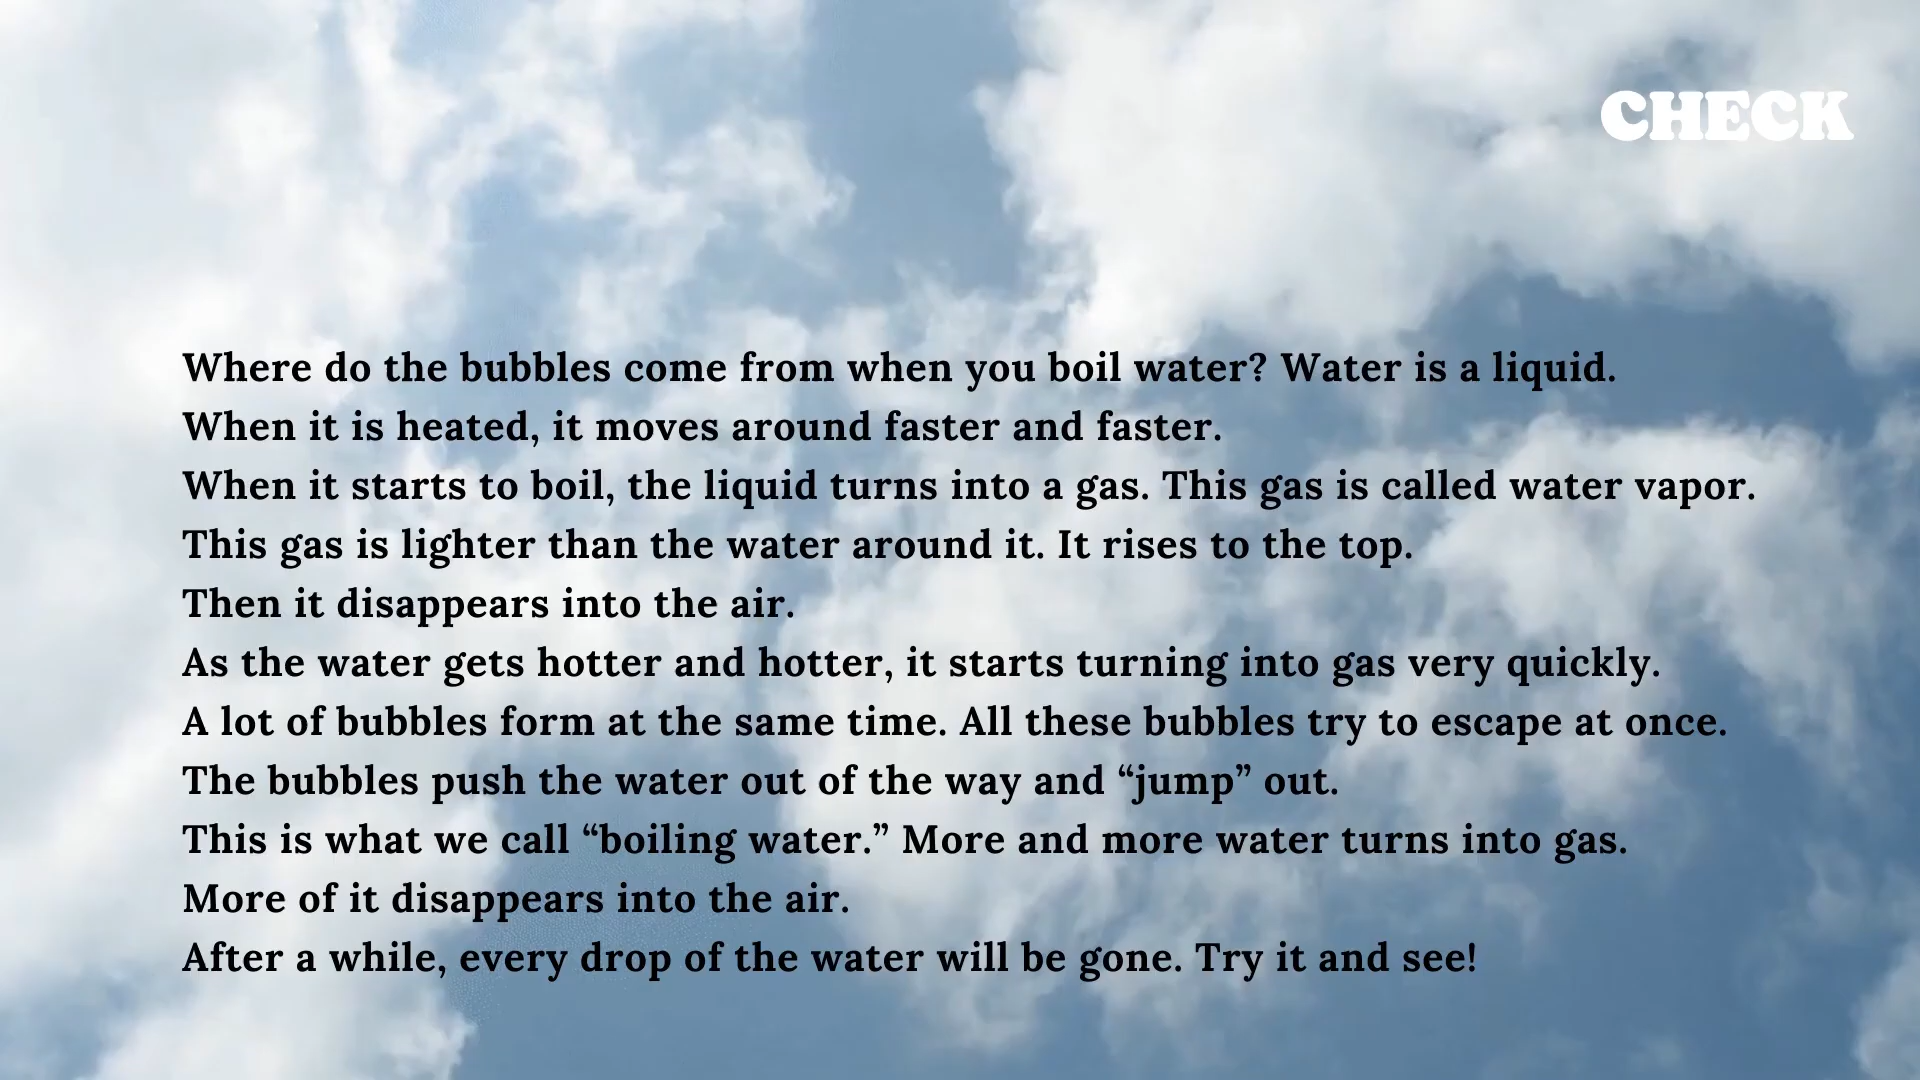 CHECK
Where do the bubbles come from when you boil water? Water is a liquid.
When it is heated, it moves around faster and faster.
When it starts to boil, the liquid turns into a gas. This gas is called water vapor.
This gas is lighter than the water around it. It rises to the top.
Then it disappears into the air.
As the water gets hotter and hotter, it starts turning into gas very quickly.
A lot of bubbles form at the same time. All these bubbles try to escape at once.
The bubbles push the water out of the way and “jump” out.
This is what we call “boiling water.” More and more water turns into gas.
More of it disappears into the air.
After a while, every drop of the water will be gone. Try it and see!